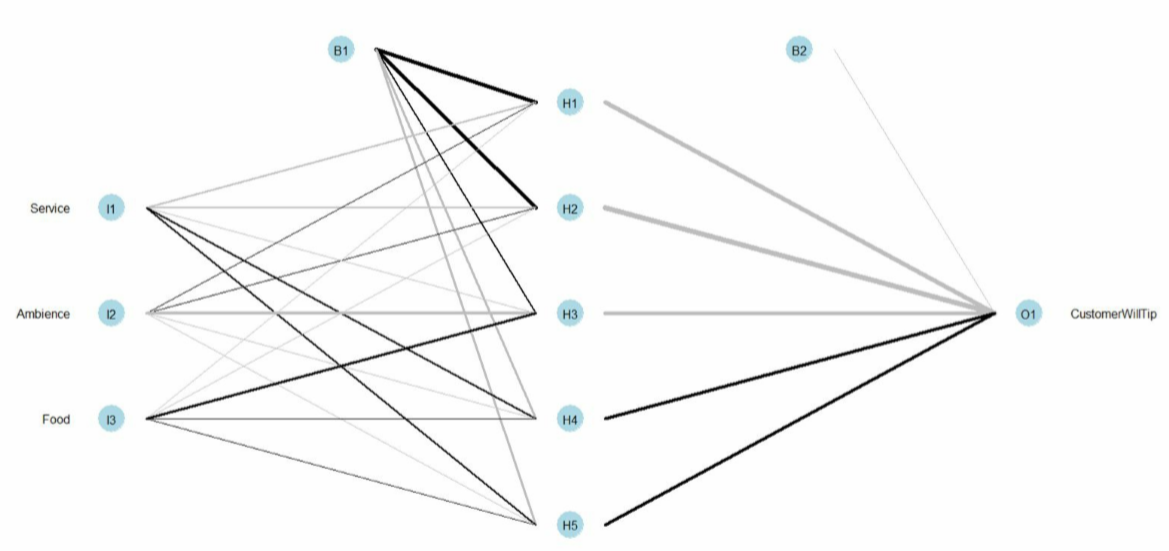 B1
B2
H1
Service I1
H2
Ambience I2
H3
O1 CustomerWillTip
Food I3
H4
H5